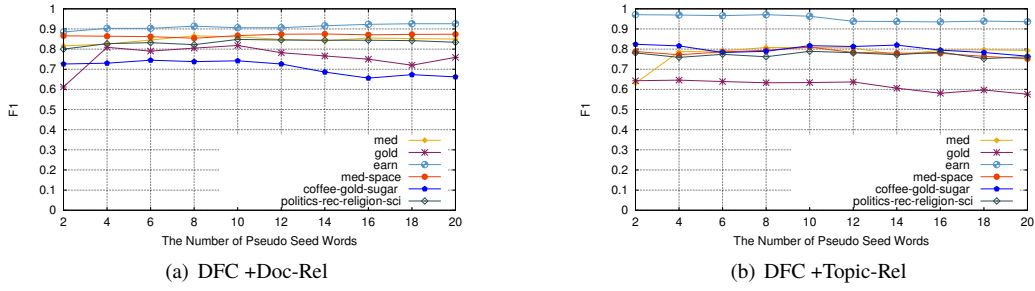 1
0.9
0.8
0.7
0.6
0.5
0.4
0.3
0.2
0.1
0
F1
2 4 6 8 10 12 14 16 18 20
The Number of Pseudo Seed Words
med
gold
earn
med-space
coffee-gold-sugar
politics-rec-religion-sci
(a) DFC +Doc-Rel
1
0.9
0.8
0.7
0.6
0.5
0.4
0.3
0.2
0.1
0
F1
2 4 6 8 10 12 14 16 18 20
The Number of Pseudo Seed Words
med
gold
earn
med-space
coffee-gold-sugar
politics-rec-religion-sci
(b) DFC +Topic-Rel